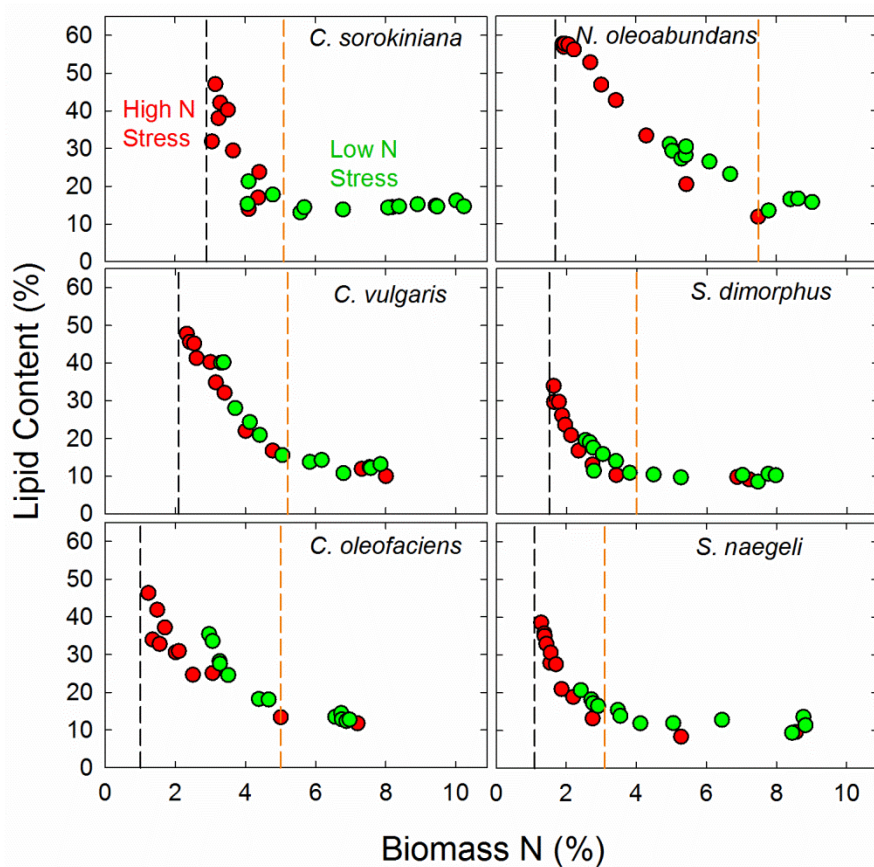 C. sorokiniana
N. oleoabundans
60
50
High N
Stress
Low N
Stress
40
30
20
10
0
C. vulgaris
S. dimorphus
60
50
40
30
20
10
0
Lipid Content (%)
C. oleofaciens
S. naegeli
60
50
40
30
20
10
0
0 2 4 6 8 10
2 4 6 8 10
Biomass N (%)